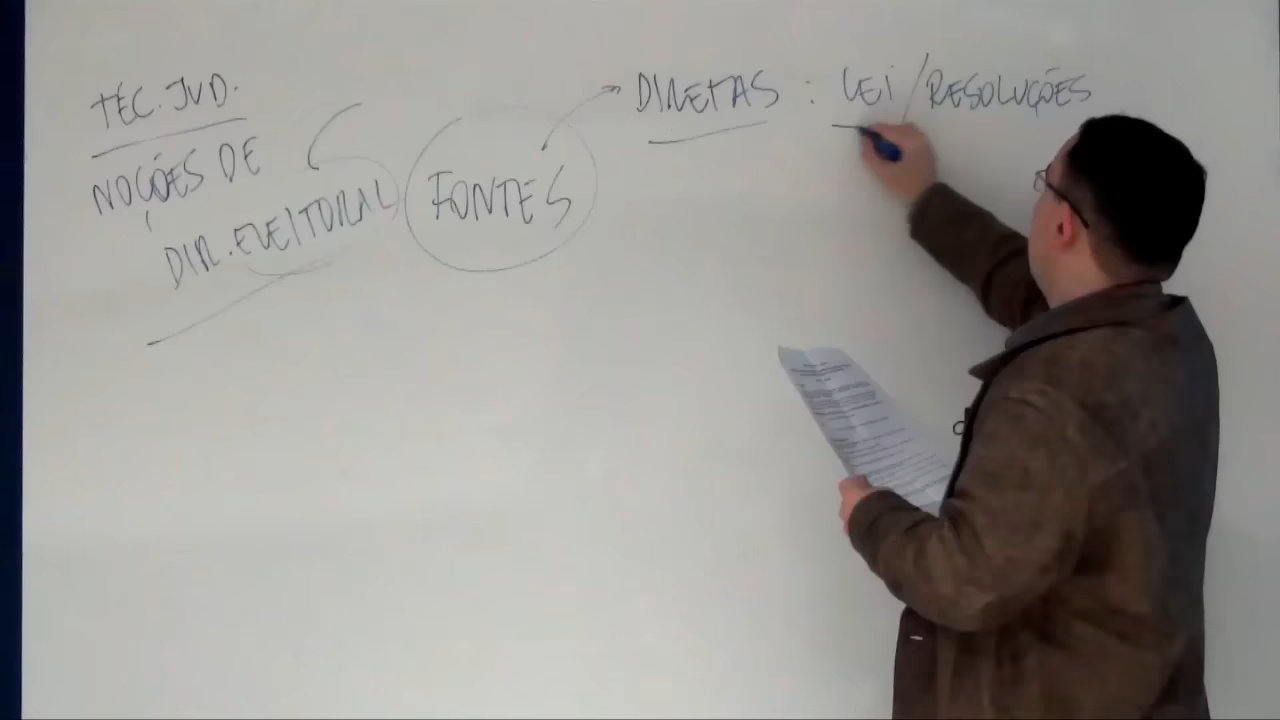 TÉC. JUD.
NOÇÕES DE
DIR. ELEITORAL
FONTES
DIRETAS : LEI / RESOLUÇÕES